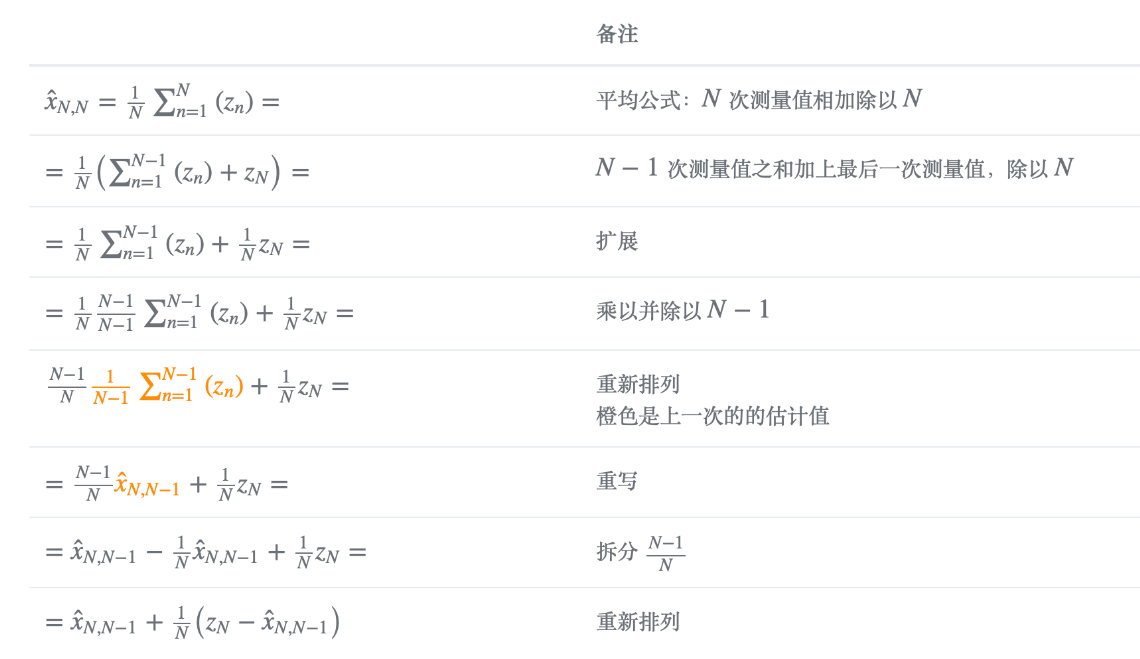 备注
$\hat{x}_{N,N} = \frac{1}{N} \sum_{n=1}^{N} (z_n) =$ 平均公式：$N$ 次测量值相加除以 $N$
$= \frac{1}{N} \left( \sum_{n=1}^{N-1} (z_n) + z_N \right) =$ $N - 1$ 次测量值之和加上最后一次测量值，除以 $N$
$= \frac{1}{N} \sum_{n=1}^{N-1} (z_n) + \frac{1}{N} z_N =$ 扩展
$= \frac{1}{N} \frac{N-1}{N-1} \sum_{n=1}^{N-1} (z_n) + \frac{1}{N} z_N =$ 乘以并除以 $N - 1$
$\frac{N-1}{N} \frac{1}{N-1} \sum_{n=1}^{N-1} (z_n) + \frac{1}{N} z_N =$ 重新排列
橙色是上一次的的估计值
$= \frac{N-1}{N} \hat{x}_{N,N-1} + \frac{1}{N} z_N =$ 重写
$= \hat{x}_{N,N-1} - \frac{1}{N} \hat{x}_{N,N-1} + \frac{1}{N} z_N =$ 拆分 $\frac{N-1}{N}$
$= \hat{x}_{N,N-1} + \frac{1}{N} \left( z_N - \hat{x}_{N,N-1} \right)$ 重新排列